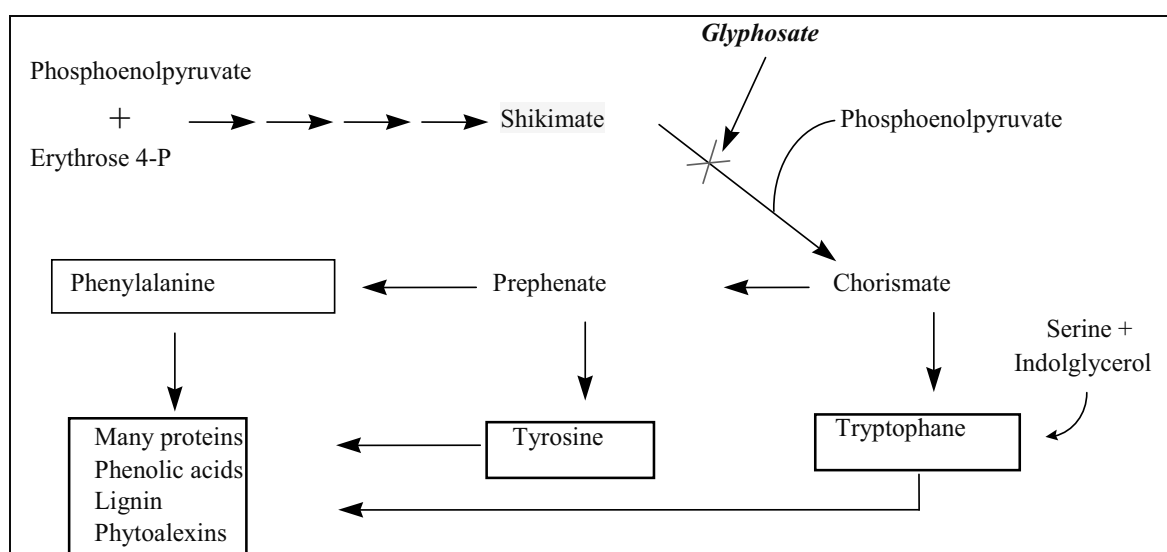 Glyphosate
Phosphoenolpyruvate
+
Erythrose 4-P
Shikimate
Phosphoenolpyruvate
Phenylalanine
Prephenate
Chorismate
Serine +
Indolglycerol
Many proteins
Phenolic acids
Lignin
Phytoalexins
Tyrosine
Tryptophane